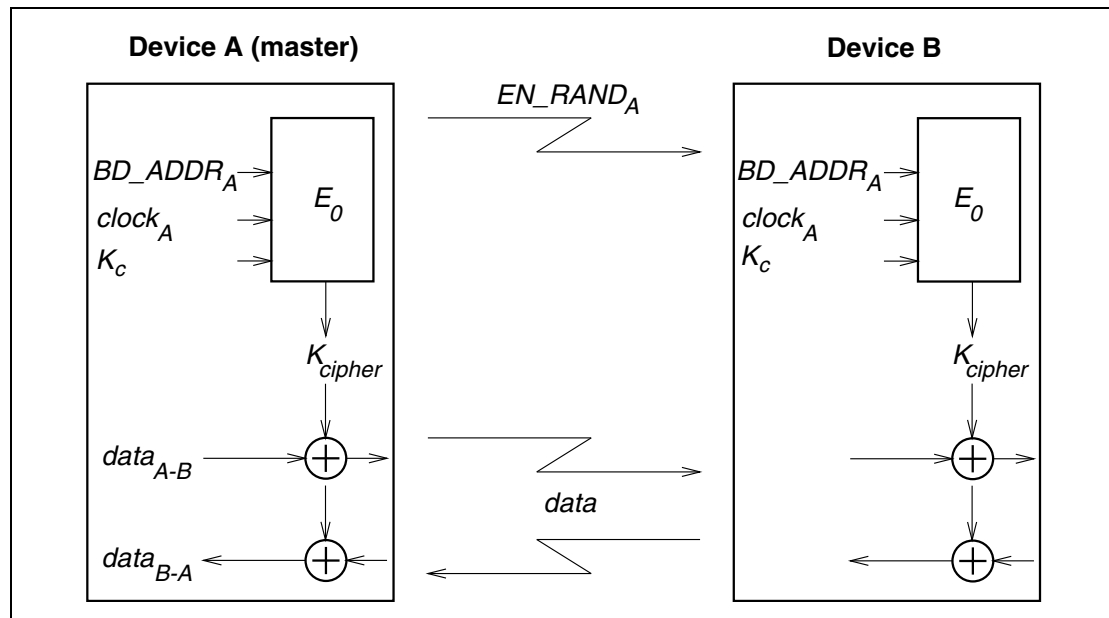 Device A (master)
Device B
EN_RAND_A
BD_ADDR_A
clock_A
K_c
E_0
BD_ADDR_A
clock_A
K_c
E_0
K_cipher
K_cipher
data_A-B
data
data_B-A